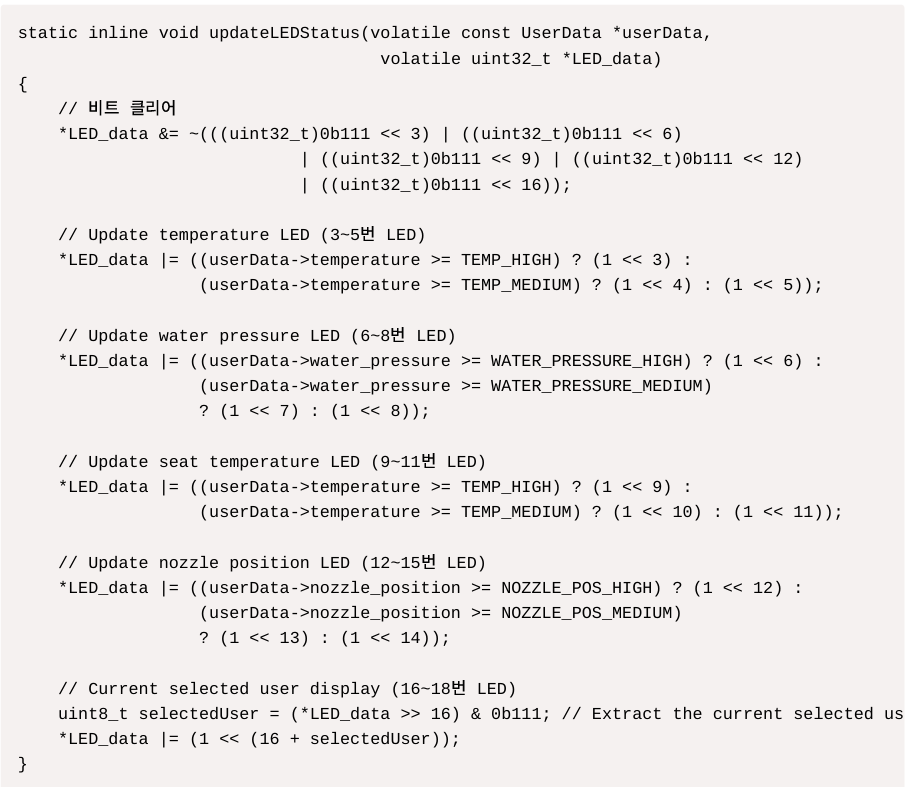 static inline void updateLEDStatus(volatile const UserData *userData,
                                    volatile uint32_t *LED_data)
{
    // 비트 클리어
    *LED_data &= ~(((uint32_t)0b111 << 3) | ((uint32_t)0b111 << 6)
                            | ((uint32_t)0b111 << 9) | ((uint32_t)0b111 << 12)
                            | ((uint32_t)0b111 << 16));

    // Update temperature LED (3~5번 LED)
    *LED_data |= ((userData->temperature >= TEMP_HIGH) ? (1 << 3) :
                  (userData->temperature >= TEMP_MEDIUM) ? (1 << 4) : (1 << 5));

    // Update water pressure LED (6~8번 LED)
    *LED_data |= ((userData->water_pressure >= WATER_PRESSURE_HIGH) ? (1 << 6) :
                  (userData->water_pressure >= WATER_PRESSURE_MEDIUM)
                  ? (1 << 7) : (1 << 8));

    // Update seat temperature LED (9~11번 LED)
    *LED_data |= ((userData->temperature >= TEMP_HIGH) ? (1 << 9) :
                  (userData->temperature >= TEMP_MEDIUM) ? (1 << 10) : (1 << 11));

    // Update nozzle position LED (12~15번 LED)
    *LED_data |= ((userData->nozzle_position >= NOZZLE_POS_HIGH) ? (1 << 12) :
                  (userData->nozzle_position >= NOZZLE_POS_MEDIUM)
                  ? (1 << 13) : (1 << 14));

    // Current selected user display (16~18번 LED)
    uint8_t selectedUser = (*LED_data >> 16) & 0b111; // Extract the current selected us
    *LED_data |= (1 << (16 + selectedUser));
}